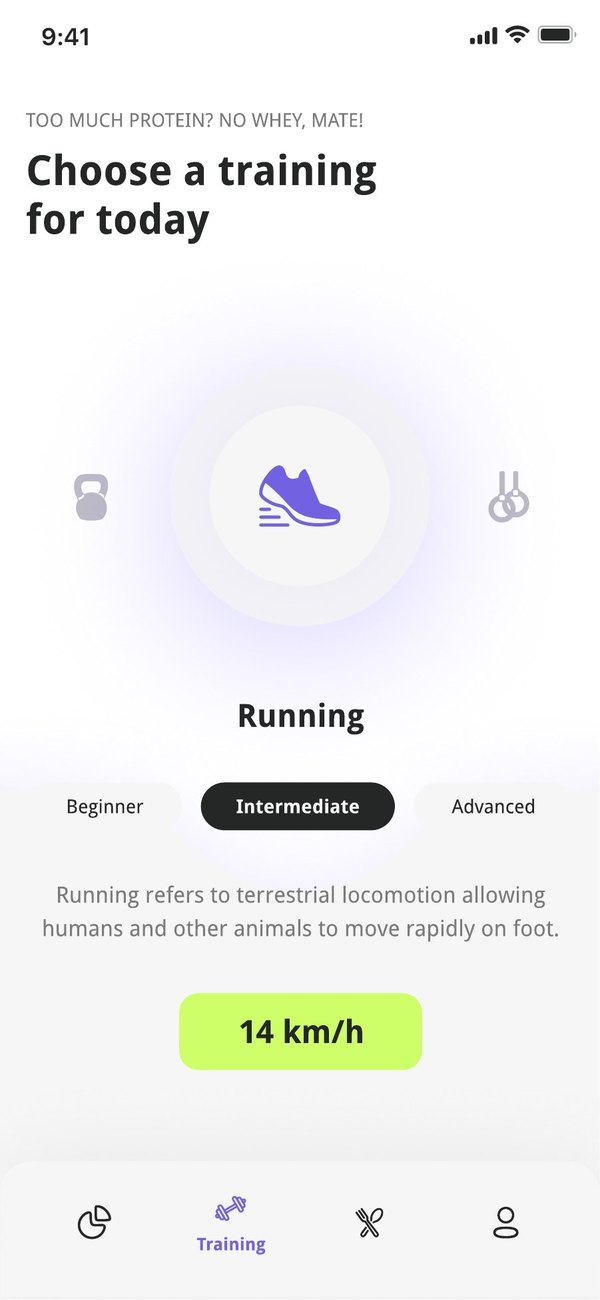 9:41
TOO MUCH PROTEIN? NO WHEY, MATE!
Choose a training
for today
Running
Beginner
Intermediate
Advanced
Running refers to terrestrial locomotion allowing
humans and other animals to move rapidly on foot.
14 km/h
Training